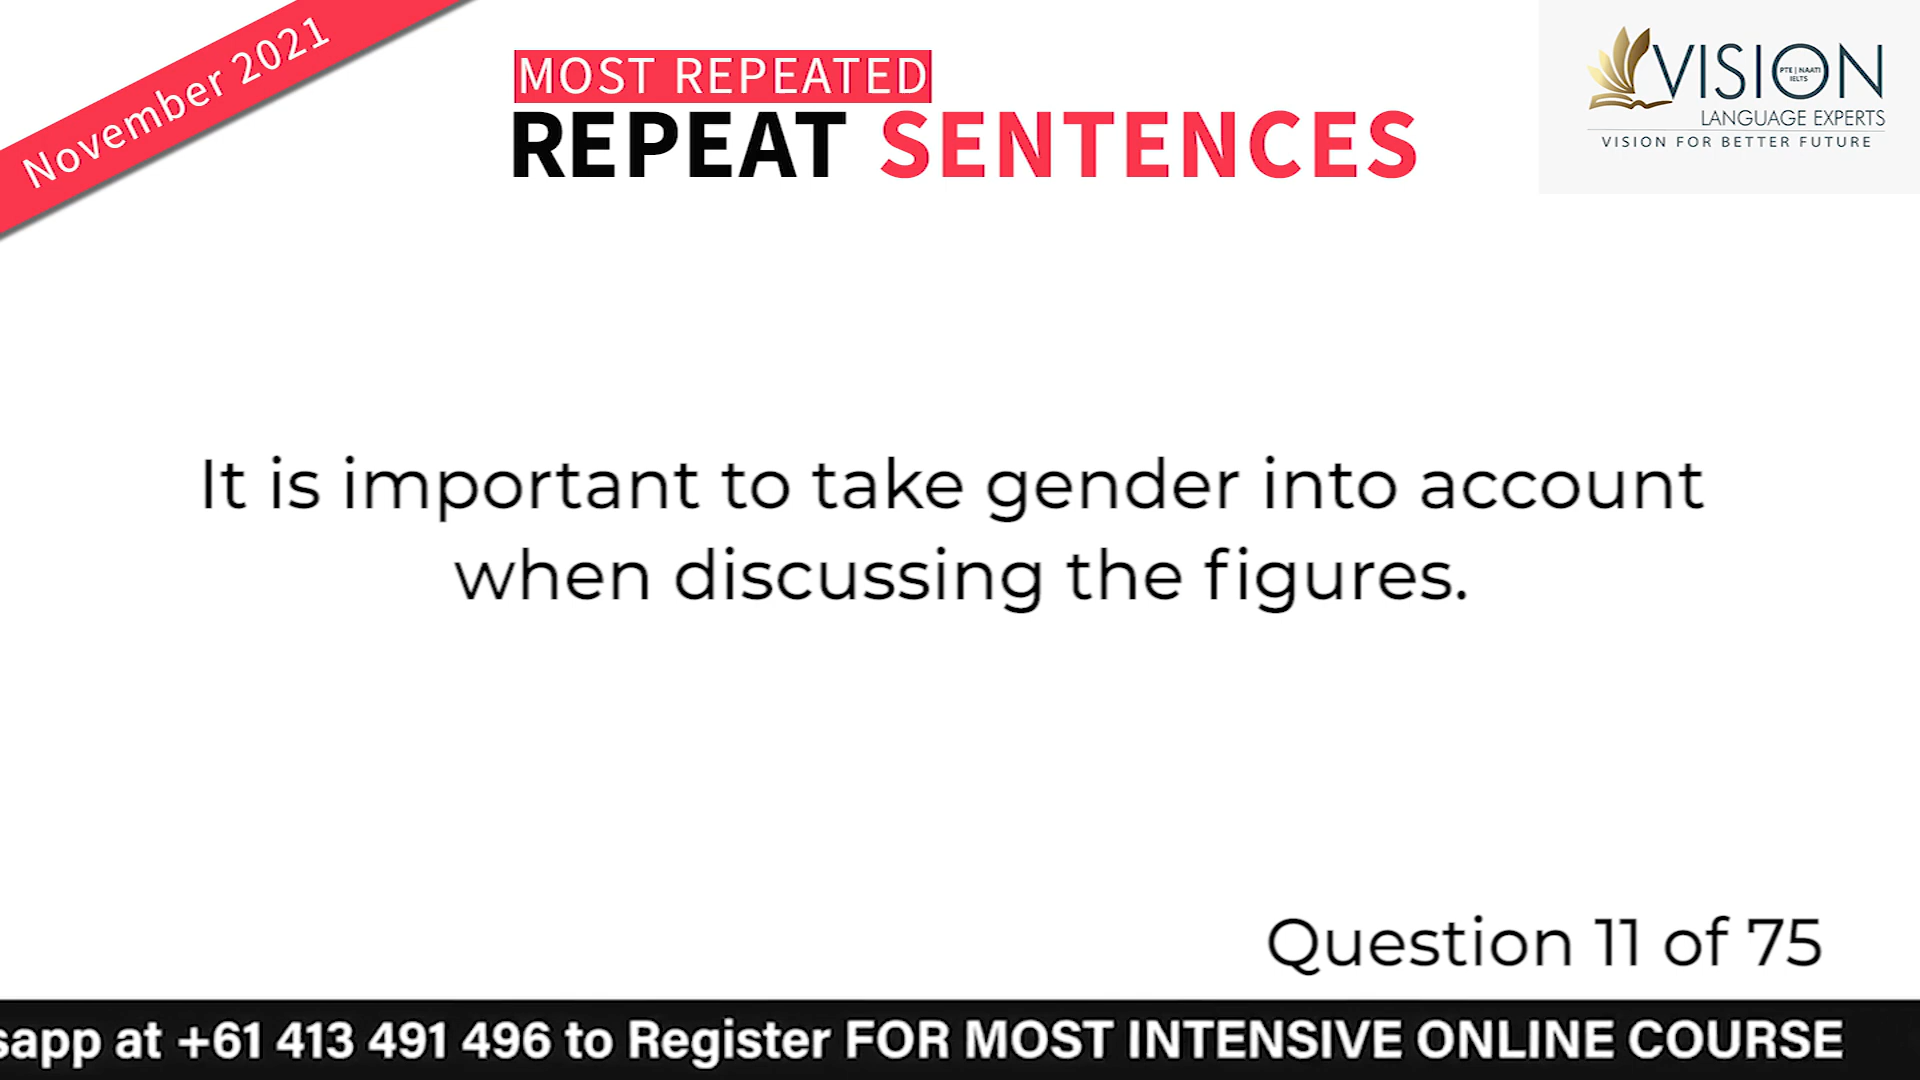 November 2021
MOST REPEATED
REPEAT SENTENCES
VISION
PTE | NAATI
IELTS
LANGUAGE EXPERTS
VISION FOR BETTER FUTURE
It is important to take gender into account
when discussing the figures.
Question 11 of 75
sapp at +61 413 491 496 to Register FOR MOST INTENSIVE ONLINE COURSE